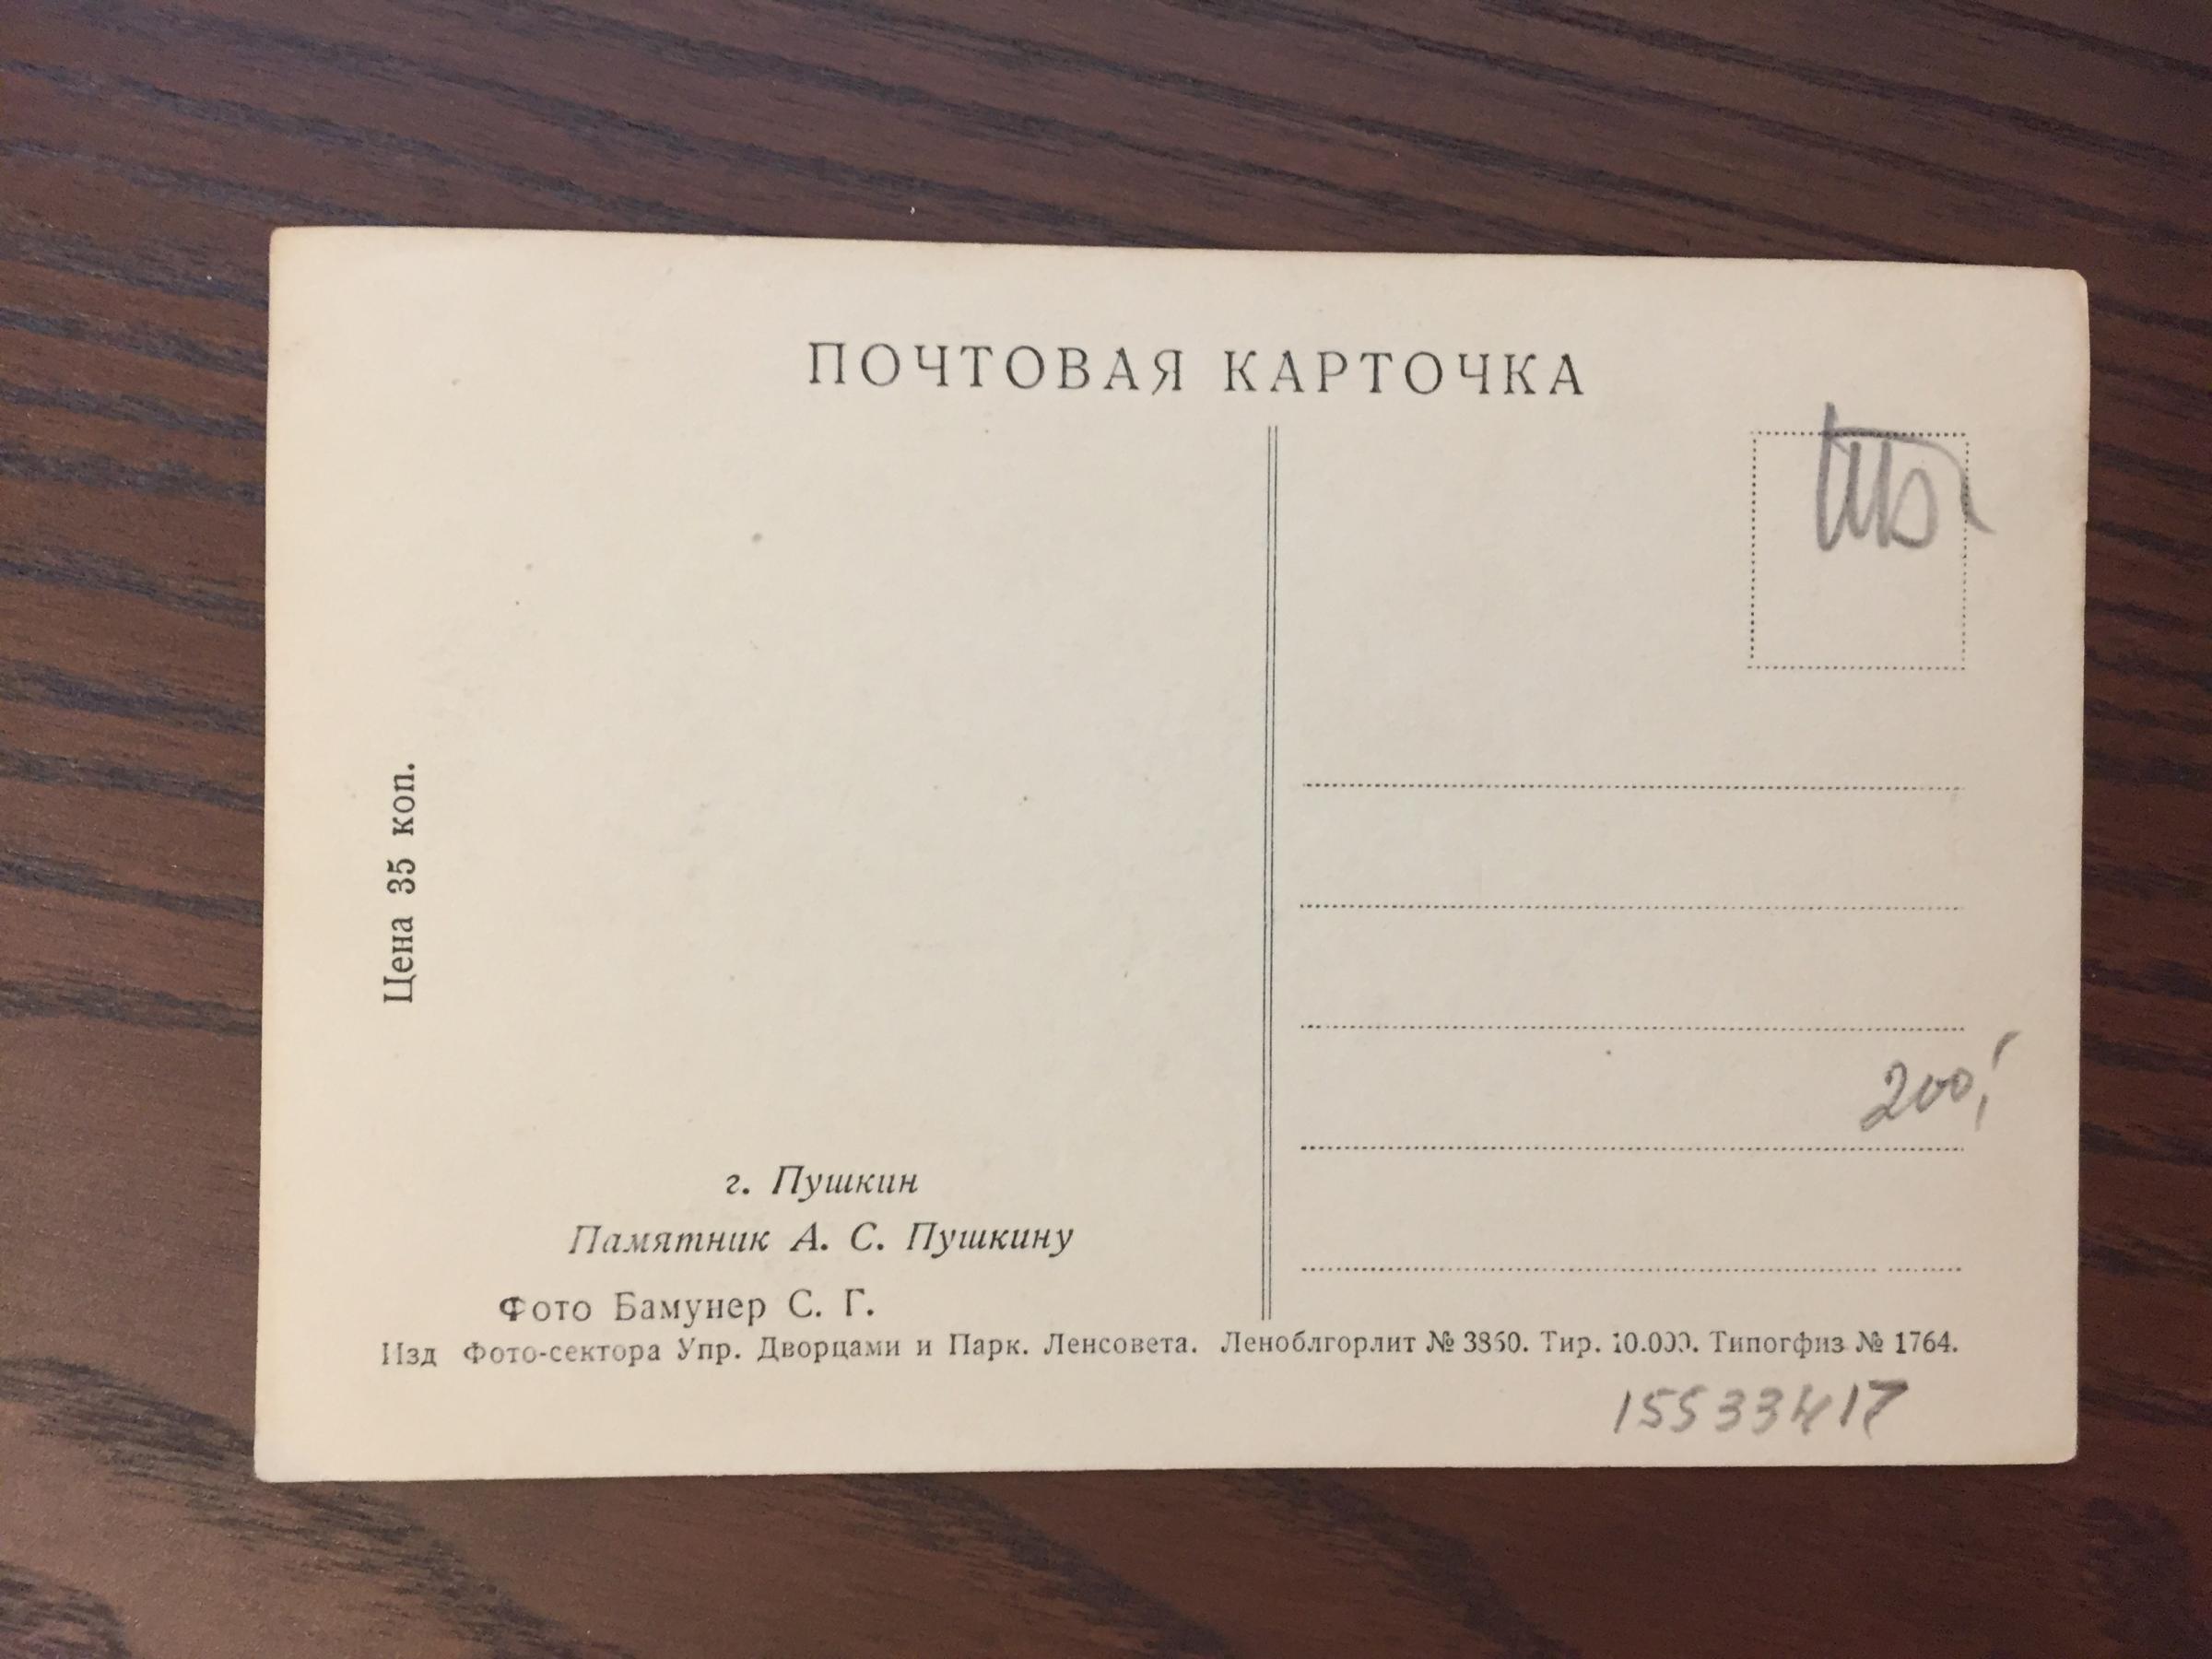 ПОЧТОВАЯ КАРТОЧКА
Цена 35 коп.
200,
г. Пушкин
Памятник А. С. Пушкину
Фото Бамунер С. Г.
Изд Фото-сектора Упр. Дворцами и Парк. Ленсовета. Леноблгорлит № 3850. Тир. 10.000. Типогфиз № 1764.
15533417